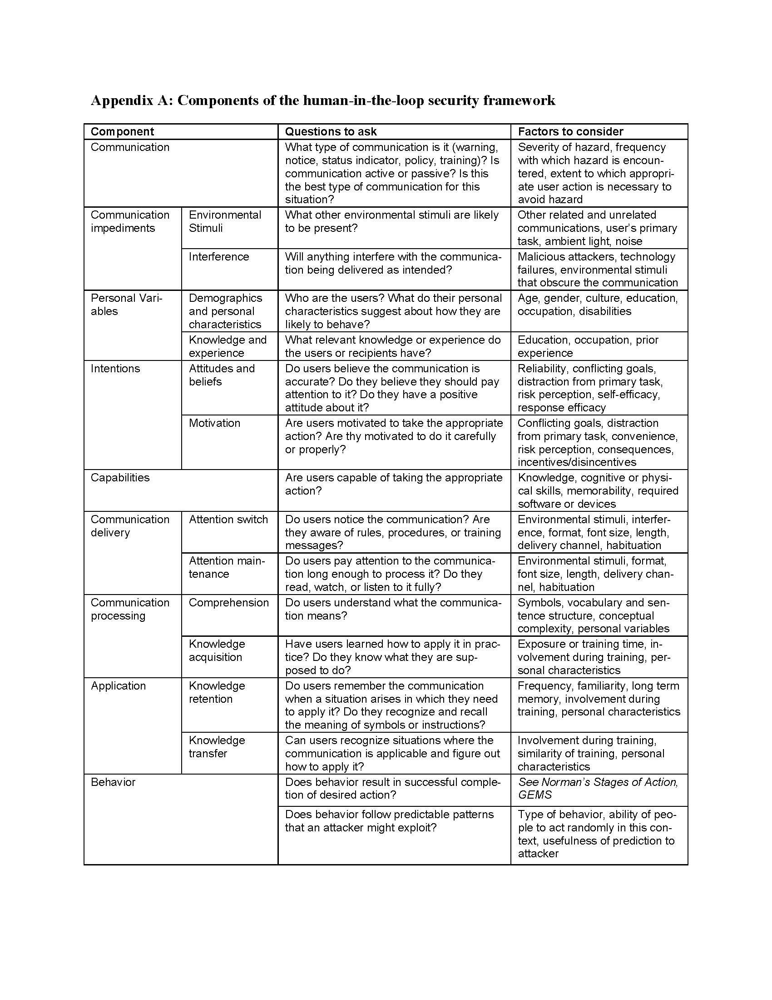 Appendix A: Components of the human-in-the-loop security framework
Component
Questions to ask
Factors to consider
Communication
What type of communication is it (warning,
notice, status indicator, policy, training)? Is
communication active or passive? Is this
the best type of communication for this
situation?
Severity of hazard, frequency
with which hazard is encoun-
tered, extent to which appropri-
ate user action is necessary to
avoid hazard
Communication
impediments
Environmental
Stimuli
What other environmental stimuli are likely
to be present?
Other related and unrelated
communications, user's primary
task, ambient light, noise
Interference
Will anything interfere with the communica-
tion being delivered as intended?
Malicious attackers, technology
failures, environmental stimuli
that obscure the communication
Personal Vari-
ables
Demographics
and personal
characteristics
Who are the users? What do their personal
characteristics suggest about how they are
likely to behave?
Age, gender, culture, education,
occupation, disabilities
Knowledge and
experience
What relevant knowledge or experience do
the users or recipients have?
Education, occupation, prior
experience
Intentions
Attitudes and
beliefs
Do users believe the communication is
accurate? Do they believe they should pay
attention to it? Do they have a positive
attitude about it?
Reliability, conflicting goals,
distraction from primary task,
risk perception, self-efficacy,
response efficacy
Motivation
Are users motivated to take the appropriate
action? Are thy motivated to do it carefully
or properly?
Conflicting goals, distraction
from primary task, convenience,
risk perception, consequences,
incentives/disincentives
Capabilities
Are users capable of taking the appropriate
action?
Knowledge, cognitive or physi-
cal skills, memorability, required
software or devices
Communication
delivery
Attention switch
Do users notice the communication? Are
they aware of rules, procedures, or training
messages?
Environmental stimuli, interfer-
ence, format, font size, length,
delivery channel, habituation
Attention main-
tenance
Do users pay attention to the communica-
tion long enough to process it? Do they
read, watch, or listen to it fully?
Environmental stimuli, format,
font size, length, delivery chan-
nel, habituation
Communication
processing
Comprehension
Do users understand what the communica-
tion means?
Symbols, vocabulary and sen-
tence structure, conceptual
complexity, personal variables
Knowledge
acquisition
Have users learned how to apply it in prac-
tice? Do they know what they are sup-
posed to do?
Exposure or training time, in-
volvement during training, per-
sonal characteristics
Application
Knowledge
retention
Do users remember the communication
when a situation arises in which they need
to apply it? Do they recognize and recall
the meaning of symbols or instructions?
Frequency, familiarity, long term
memory, involvement during
training, personal characteristics
Knowledge
transfer
Can users recognize situations where the
communication is applicable and figure out
how to apply it?
Involvement during training,
similarity of training, personal
characteristics
Behavior
Does behavior result in successful comple-
tion of desired action?
See Norman's Stages of Action,
GEMS
Does behavior follow predictable patterns
that an attacker might exploit?
Type of behavior, ability of peo-
ple to act randomly in this con-
text, usefulness of prediction to
attacker